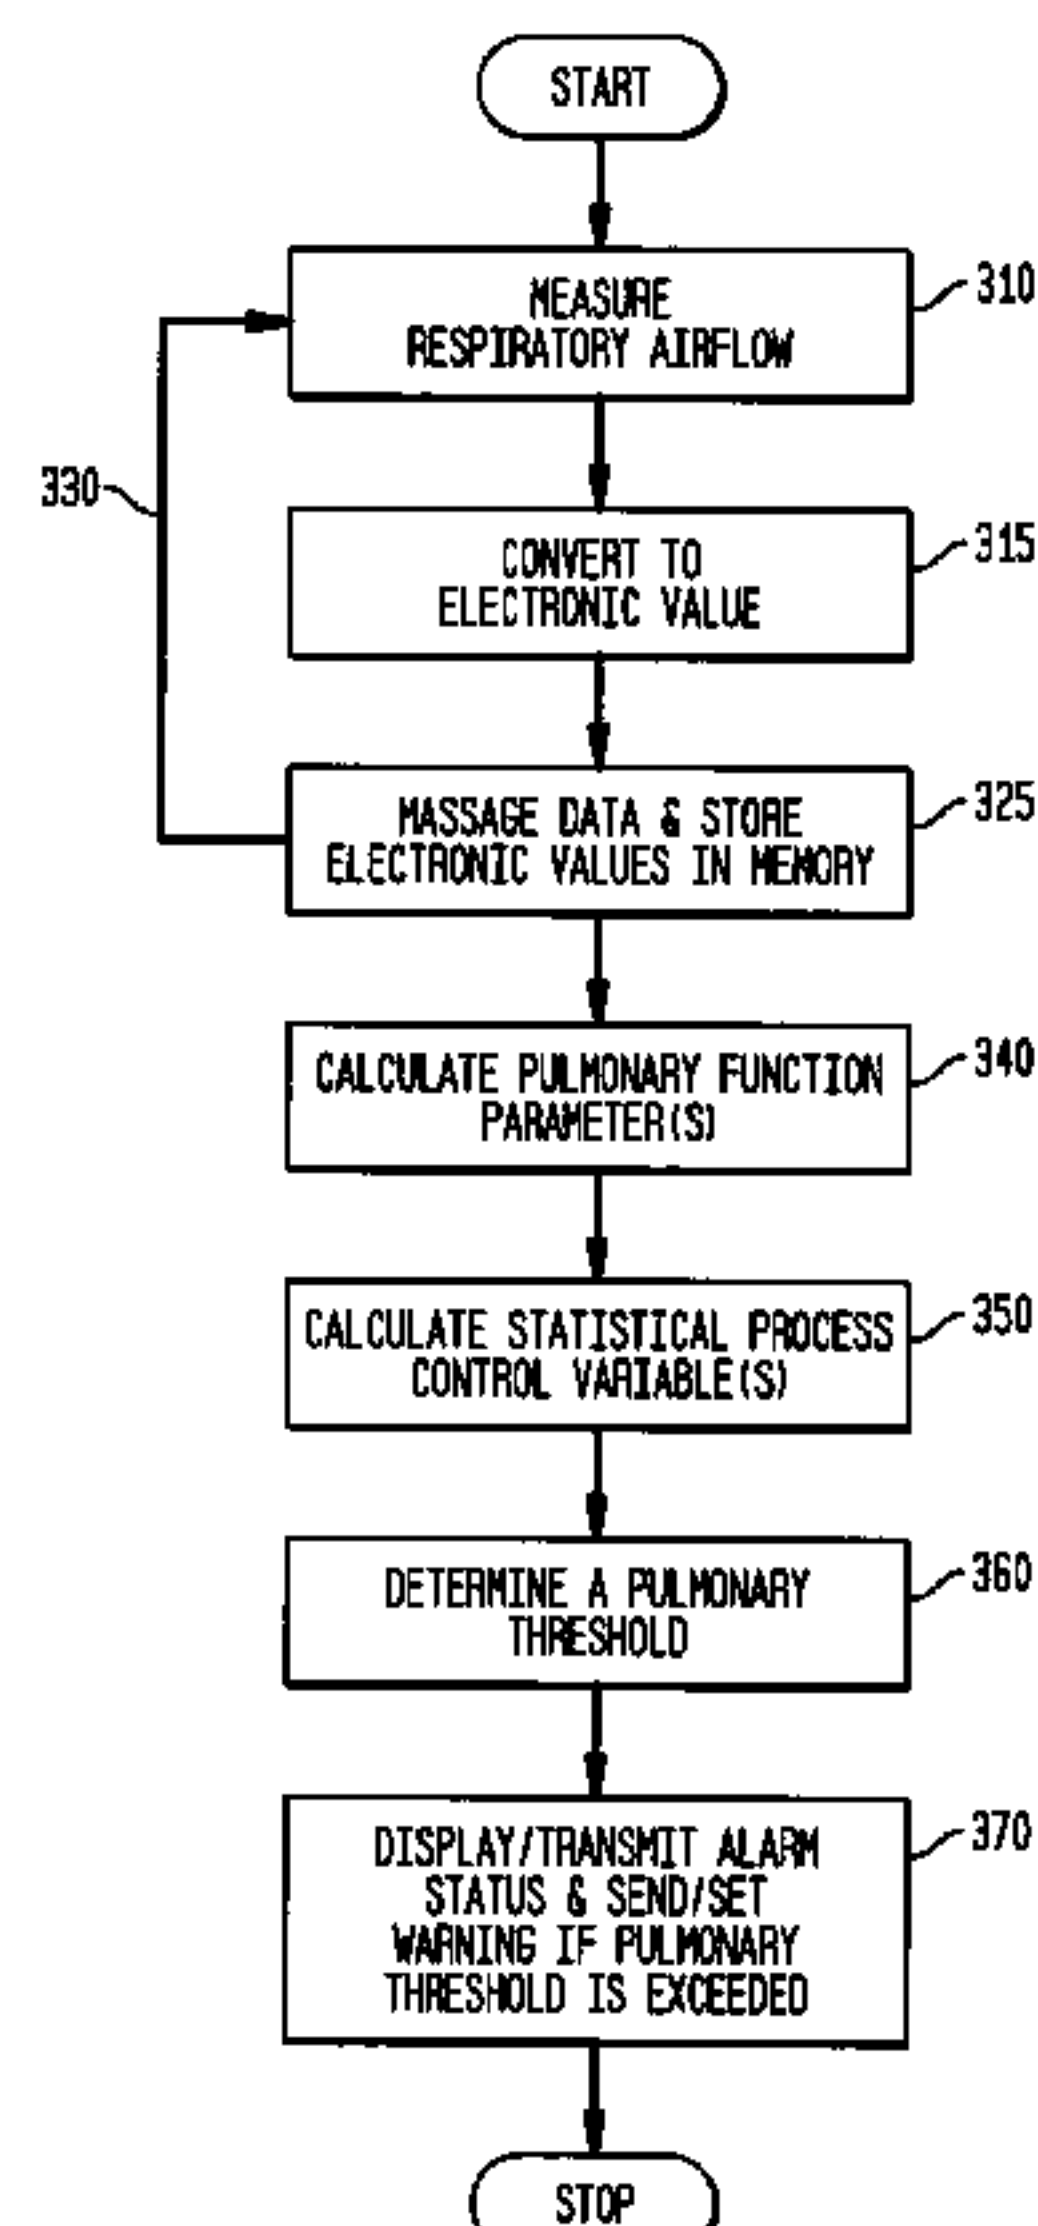 START
MEASURE
RESPIRATORY AIRFLOW
310
330
CONVERT TO
ELECTRONIC VALUE
315
MASSAGE DATA & STORE
ELECTRONIC VALUES IN MEMORY
325
CALCULATE PULMONARY FUNCTION
PARAMETER(S)
340
CALCULATE STATISTICAL PROCESS
CONTROL VARIABLE(S)
350
DETERMINE A PULMONARY
THRESHOLD
360
DISPLAY/TRANSMIT ALARM
STATUS & SEND/SET
WARNING IF PULMONARY
THRESHOLD IS EXCEEDED
370
STOP